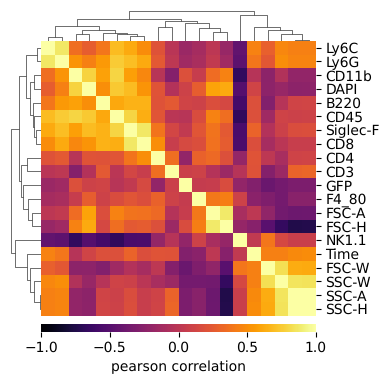 Ly6C
Ly6G
CD11b
DAPI
B220
CD45
Siglec-F
CD8
CD4
CD3
GFP
F4_80
FSC-A
FSC-H
NK1.1
Time
FSC-W
SSC-W
SSC-A
SSC-H
−1.0 −0.5 0.0 0.5 1.0
pearson correlation